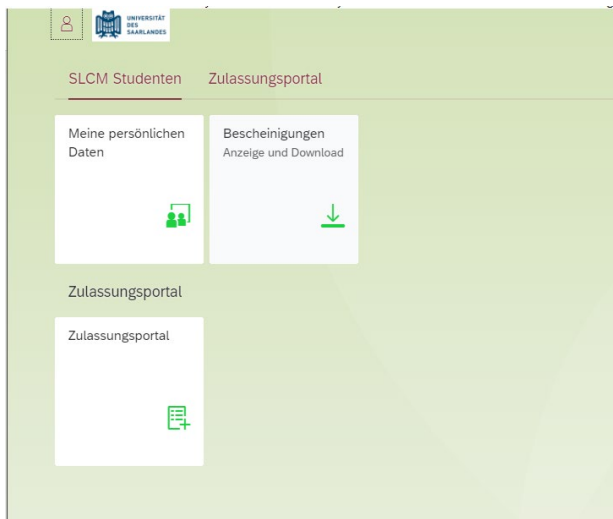 UNIVERSITÄT
DES
SAARLANDES
SLCM Studenten
Zulassungsportal
Meine persönlichen
Daten
Bescheinigungen
Anzeige und Download
Zulassungsportal
Zulassungsportal